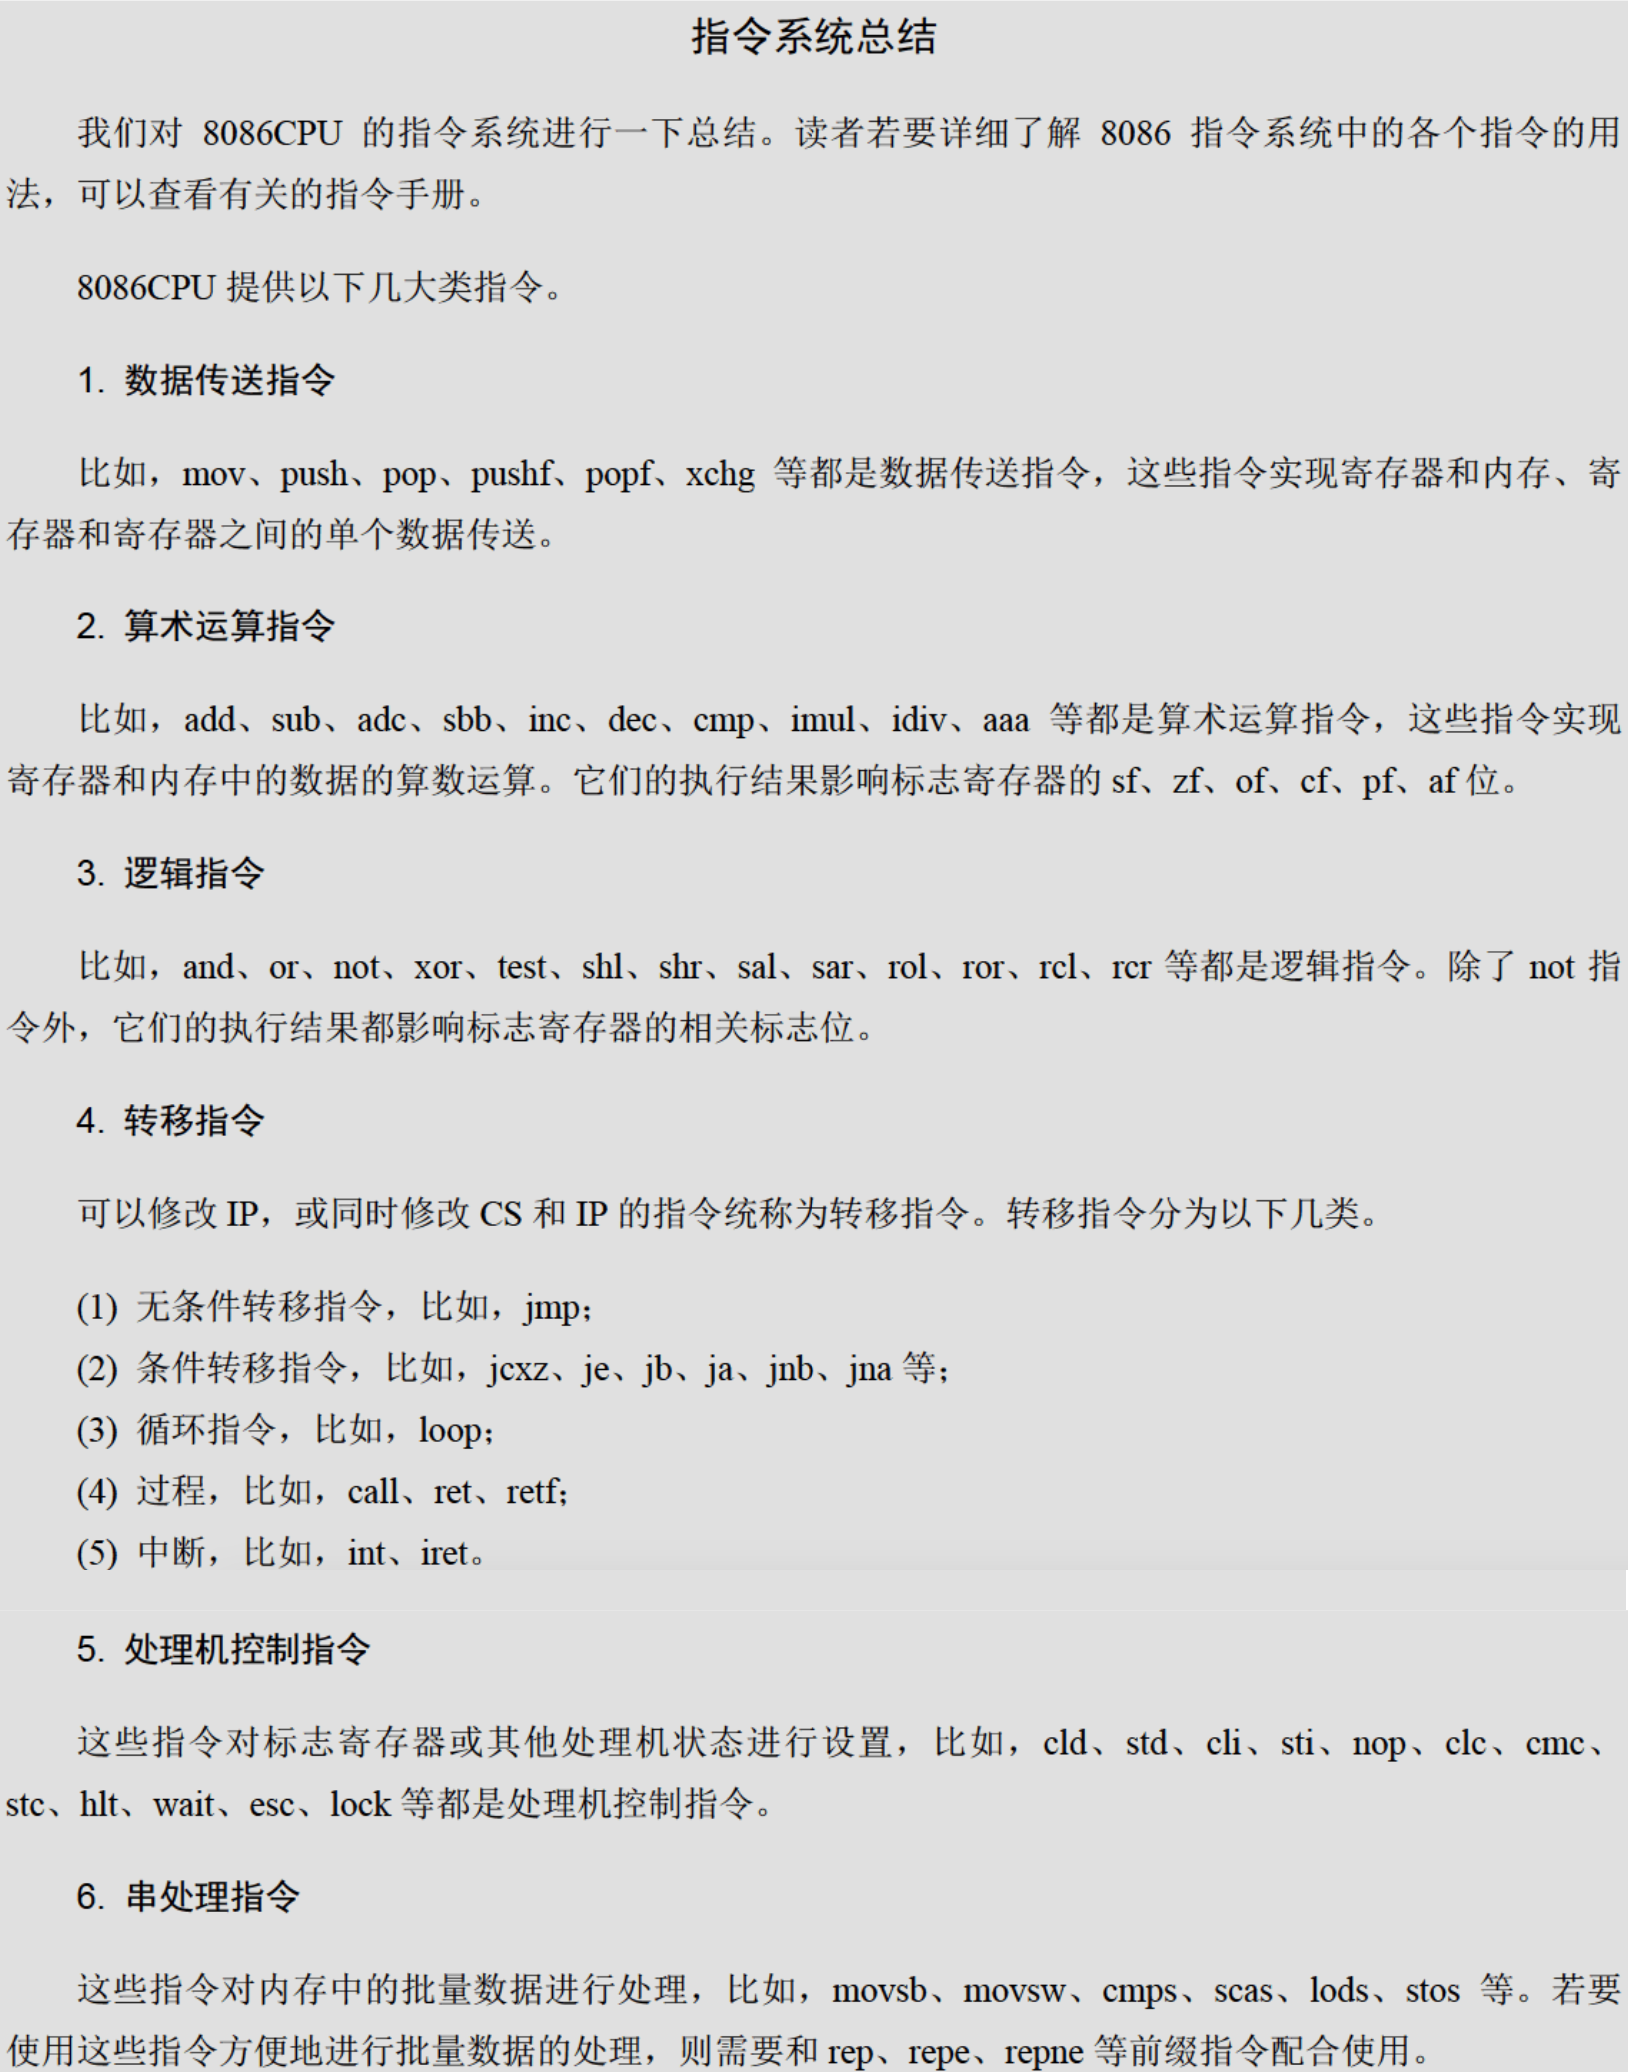 指令系统总结
我们对 8086CPU 的指令系统进行一下总结。读者若要详细了解 8086 指令系统中的各个指令的用
法，可以查看有关的指令手册。
8086CPU 提供以下几大类指令。
1. 数据传送指令
比如，mov、push、pop、pushf、popf、xchg 等都是数据传送指令，这些指令实现寄存器和内存、寄
存器和寄存器之间的单个数据传送。
2. 算术运算指令
比如，add、sub、adc、sbb、inc、dec、cmp、imul、idiv、aaa 等都是算术运算指令，这些指令实现
寄存器和内存中的数据的算数运算。它们的执行结果影响标志寄存器的 sf、zf、of、cf、pf、af 位。
3. 逻辑指令
比如，and、or、not、xor、test、shl、shr、sal、sar、rol、ror、rcl、rcr 等都是逻辑指令。除了 not 指
令外，它们的执行结果都影响标志寄存器的相关标志位。
4. 转移指令
可以修改 IP，或同时修改 CS 和 IP 的指令统称为转移指令。转移指令分为以下几类。
(1) 无条件转移指令，比如，jmp；
(2) 条件转移指令，比如，jcxz、je、jb、ja、jnb、jna 等；
(3) 循环指令，比如，loop；
(4) 过程，比如，call、ret、retf；
(5) 中断，比如，int、iret。
5. 处理机控制指令
这些指令对标志寄存器或其他处理机状态进行设置，比如，cld、std、cli、sti、nop、clc、cmc、
stc、hlt、wait、esc、lock 等都是处理机控制指令。
6. 串处理指令
这些指令对内存中的批量数据进行处理，比如，movsb、movsw、cmps、scas、lods、stos 等。若要
使用这些指令方便地进行批量数据的处理，则需要和 rep、repe、repne 等前缀指令配合使用。